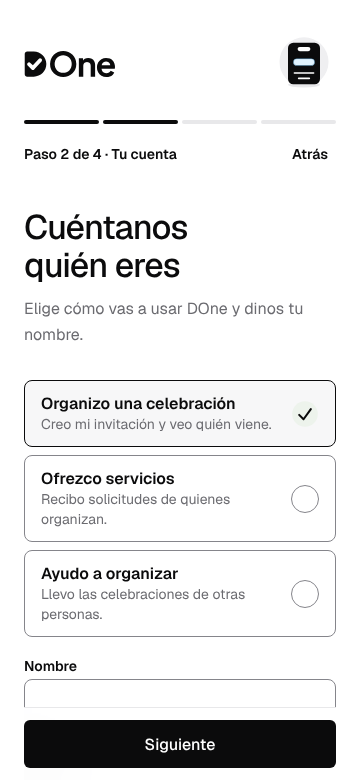 DOne
Paso 2 de 4 · Tu cuenta
Atrás
Cuéntanos
quién eres
Elige cómo vas a usar DOne y dinos tu
nombre.
Organizo una celebración
Creo mi invitación y veo quién viene.
Ofrezco servicios
Recibo solicitudes de quienes
organizan.
Ayudo a organizar
Llevo las celebraciones de otras
personas.
Nombre
Siguiente